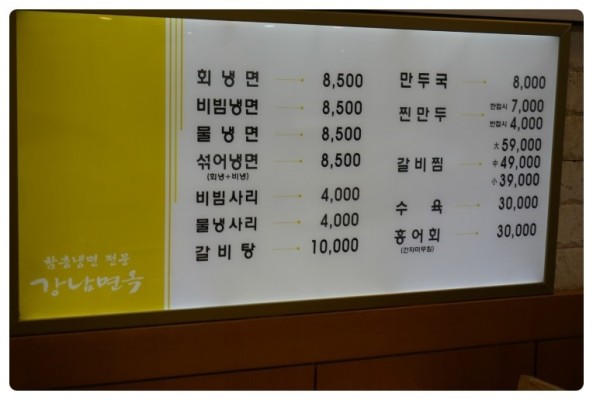 회냉면 8,500
비빔냉면 8,500
물냉면 8,500
섞어냉면 8,500
(회냉+비냉)
비빔사리 4,000
물냉사리 4,000
갈비탕 10,000
만두국 8,000
찐만두 한접시 7,000
반접시 4,000
갈비찜 大 59,000
中 49,000
小 39,000
수육 30,000
홍어회 30,000
(간자미무침)
함흥냉면 전문
강남면옥